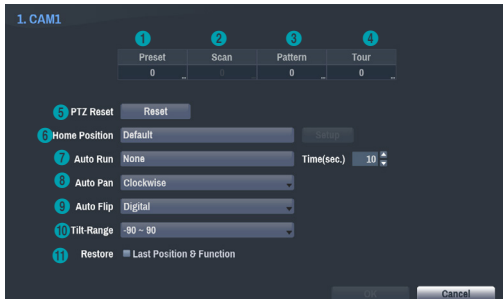 1. CAM1
1 2 3 4
Preset Scan Pattern Tour
0 0 0 0
5 PTZ Reset Reset
6 Home Position Default Setup
7 Auto Run None Time(sec.) 10
8 Auto Pan Clockwise
9 Auto Flip Digital
10 Tilt-Range -90 ~ 90
11 Restore Last Position & Function
OK Cancel